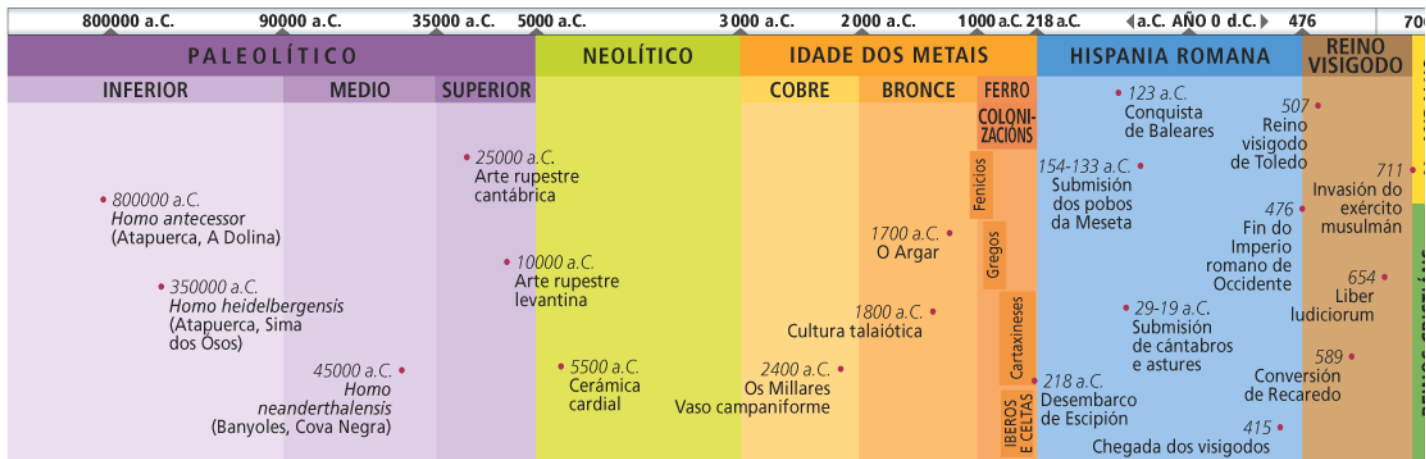 800000 a.C. 90000 a.C. 35000 a.C. 5000 a.C. 3000 a.C. 2000 a.C. 1000 a.C. 218 a.C. a.C. AÑO 0 d.C. 476 700
PALEOLÍTICO
NEOLÍTICO
IDADE DOS METAIS
HISPANIA ROMANA
REINO
VISIGODO
INFERIOR
MEDIO
SUPERIOR
COBRE
BRONCE
FERRO
COLONI-
ZACIÓNS
800000 a.C.
Homo antecessor
(Atapuerca, A Dolina)
350000 a.C.
Homo heidelbergensis
(Atapuerca, Sima
dos Ósos)
45000 a.C.
Homo
neanderthalensis
(Banyoles, Cova Negra)
25000 a.C.
Arte rupestre
cantábrica
10000 a.C.
Arte rupestre
levantina
5500 a.C.
Cerámica
cardial
1700 a.C.
O Argar
1800 a.C.
Cultura talaiótica
2400 a.C.
Os Millares
Vaso campaniforme
Fenicios
Gregos
Cartaxineses
IBEROS
E CELTAS
123 a.C.
Conquista
de Baleares
154-133 a.C.
Submisión
dos pobos
da Meseta
476
Fin do
Imperio
romano de
Occidente
29-19 a.C.
Submisión
de cántabros
e astures
218 a.C.
Desembarco
de Escipión
415
Chegada dos visigodos
507
Reino
visigodo
de Toledo
711
Invasión do
exército
musulmán
654
Liber
Iudiciorum
589
Conversión
de Recaredo